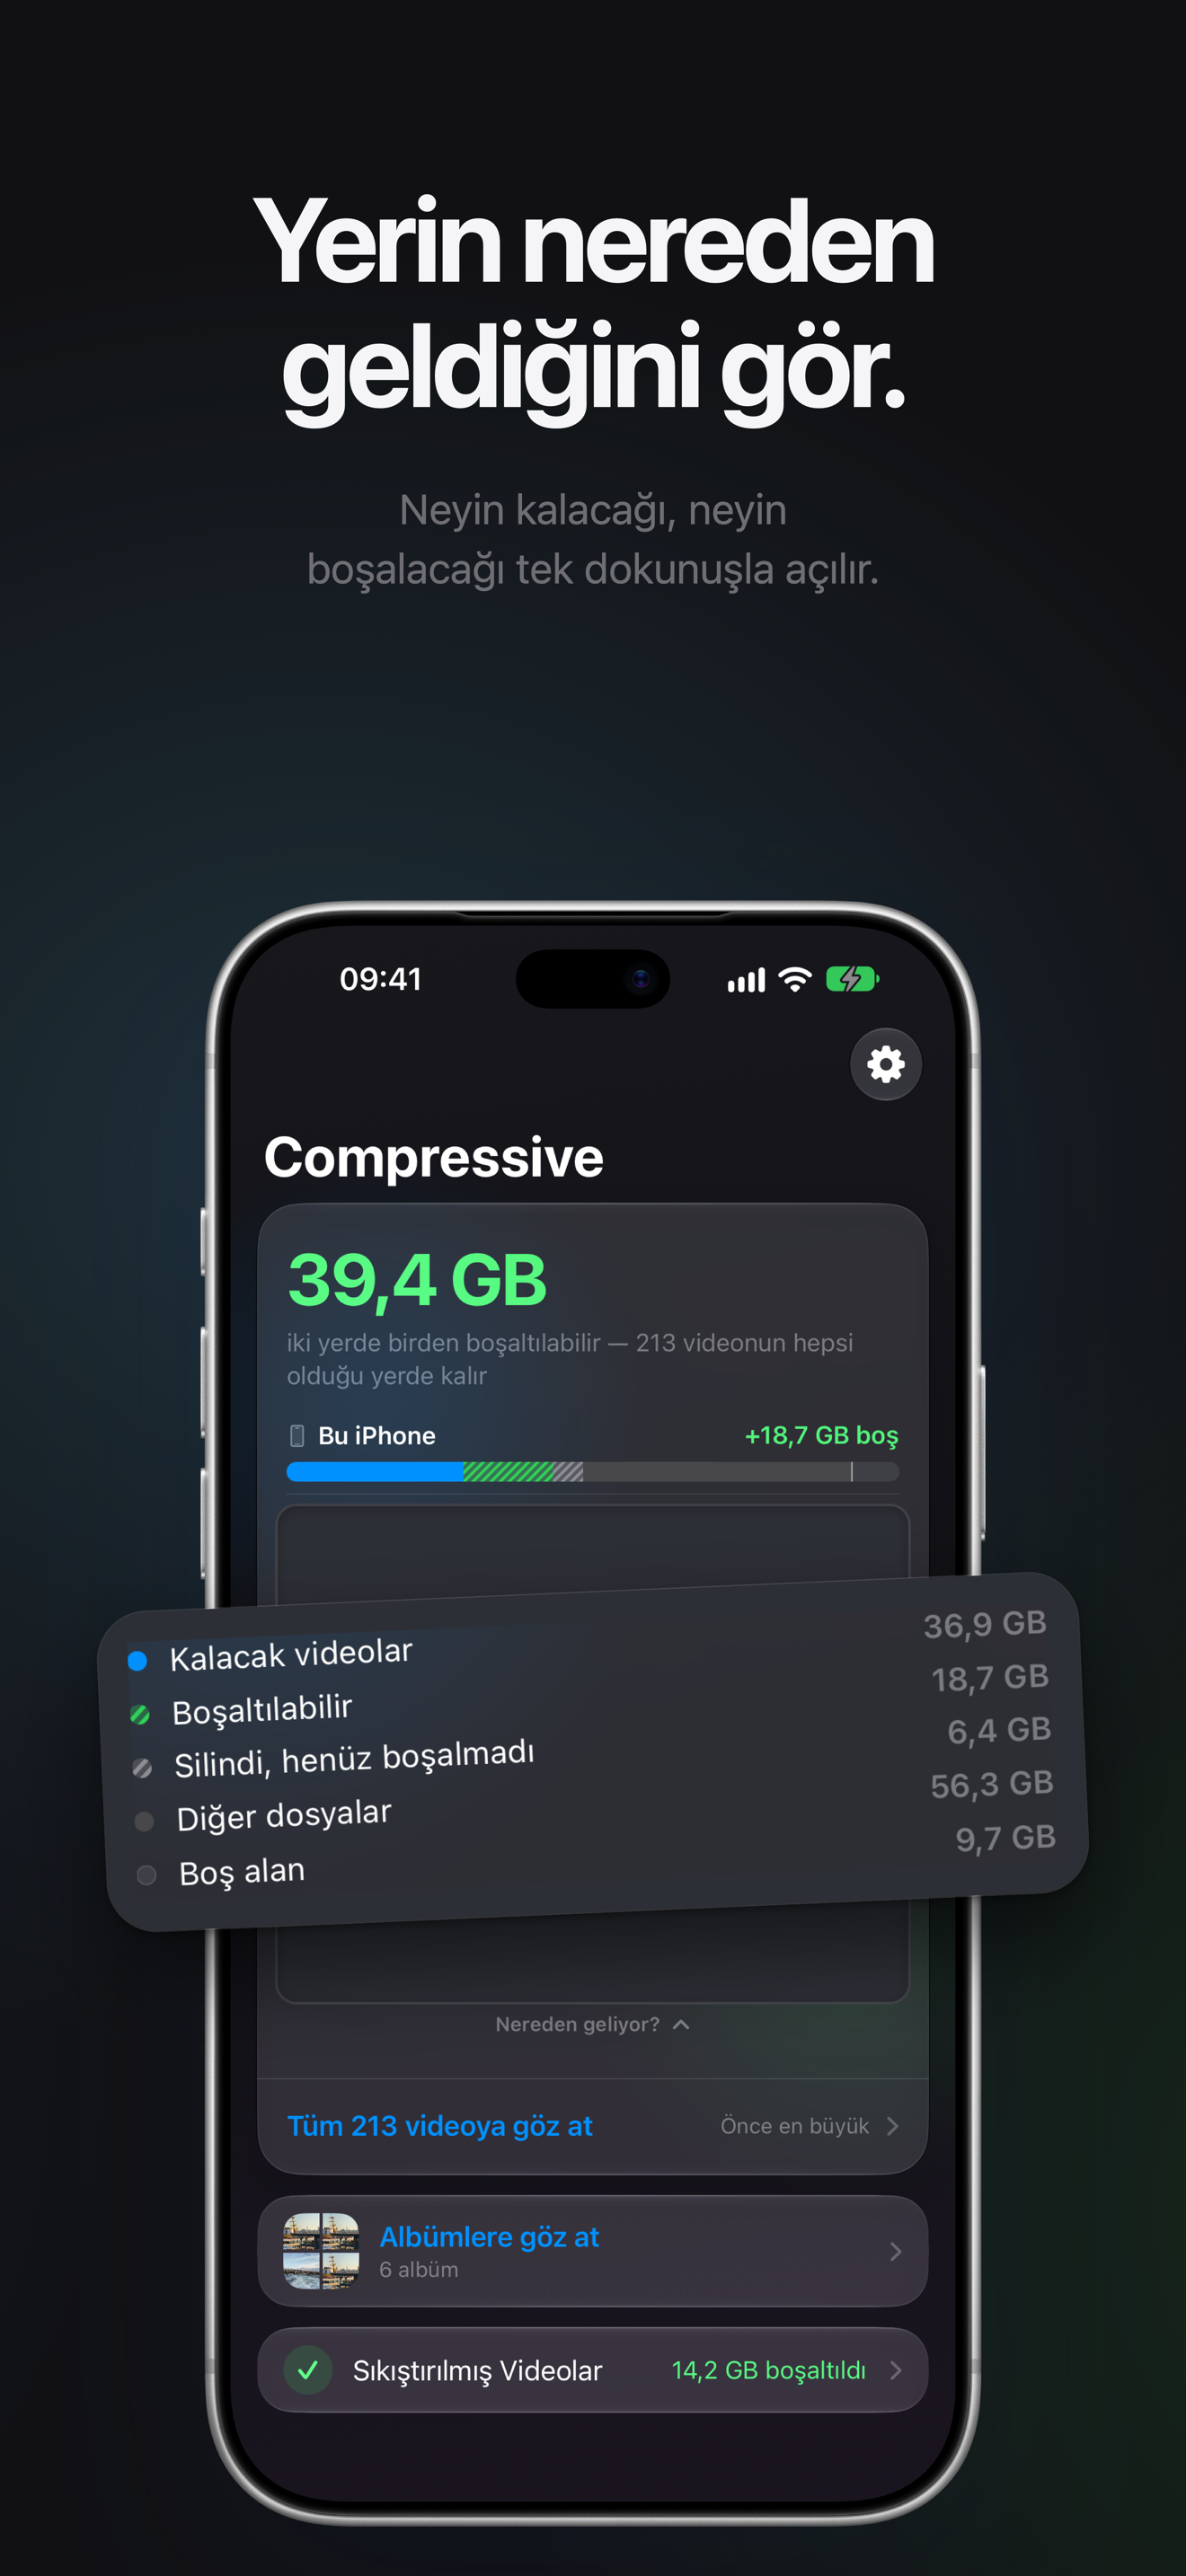 Yerin nereden
geldiğini gör.
Neyin kalacağı, neyin
boşalacağı tek dokunuşla açılır.
09:41
Compressive
39,4 GB
iki yerde birden boşaltılabilir — 213 videonun hepsi
olduğu yerde kalır
Bu iPhone +18,7 GB boş
Kalacak videolar 36,9 GB
Boşaltılabilir 18,7 GB
Silindi, henüz boşalmadı 6,4 GB
Diğer dosyalar 56,3 GB
Boş alan 9,7 GB
Nereden geliyor?
Tüm 213 videoya göz at Önce en büyük
Albümlere göz at
6 albüm
Sıkıştırılmış Videolar 14,2 GB boşaltıldı